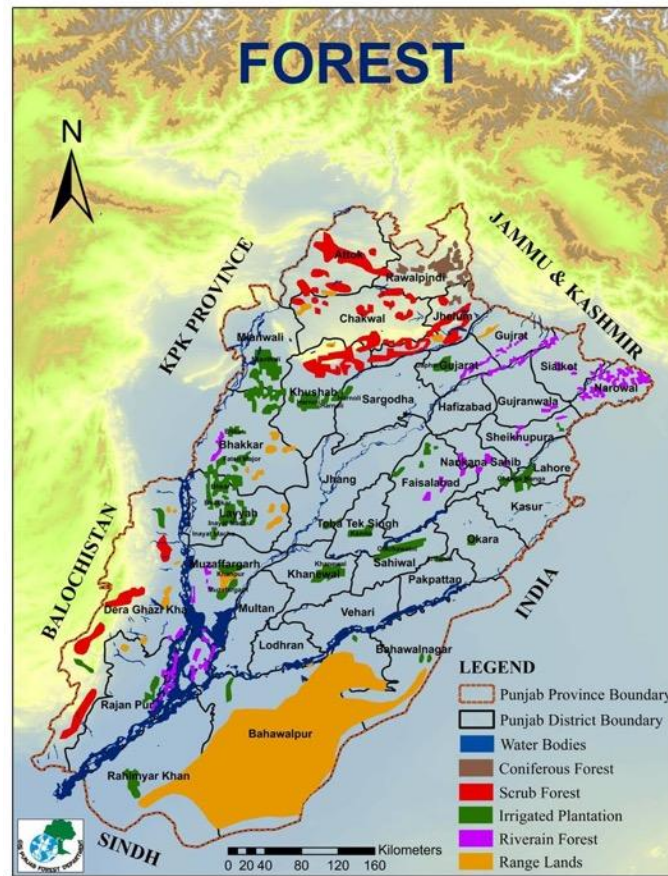 FOREST
N
KPK PROVINCE
JAMMU & KASHMIR
Attok
Rawalpindi
Chakwal
Jhelum
Mianwali
Gujrat
Sialkot
Narowal
Khushab
Gujarat
Sargodha
Hafizabad
Gujranwala
Sheikhupura
Bhakkar
Jhang
Nankana Sahib
Faisalabad
Lahore
Kasur
Layyah
Toba Tek Singh
Okara
BALOCHISTAN
Muzaffargarh
Khanewal
Sahiwal
Pakpattan
INDIA
Dera Ghazi Kha
Multan
Vehari
Lodhran
Bahawalnagar
Rajan Pur
Bahawalpur
Rahimyar Khan
SINDH
LEGEND
Punjab Province Boundary
Punjab District Boundary
Water Bodies
Coniferous Forest
Scrub Forest
Irrigated Plantation
Riverain Forest
Range Lands
Kilometers
0 20 40 80 120 160